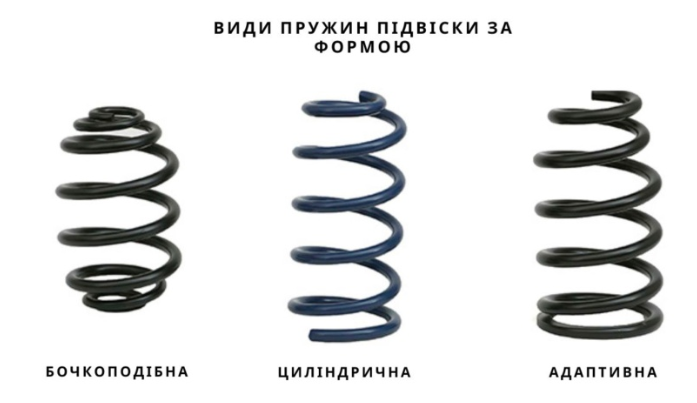 ВИДИ ПРУЖИН ПІДВІСКИ ЗА
ФОРМОЮ
БОЧКОПОДІБНА
ЦИЛІНДРИЧНА
АДАПТИВНА